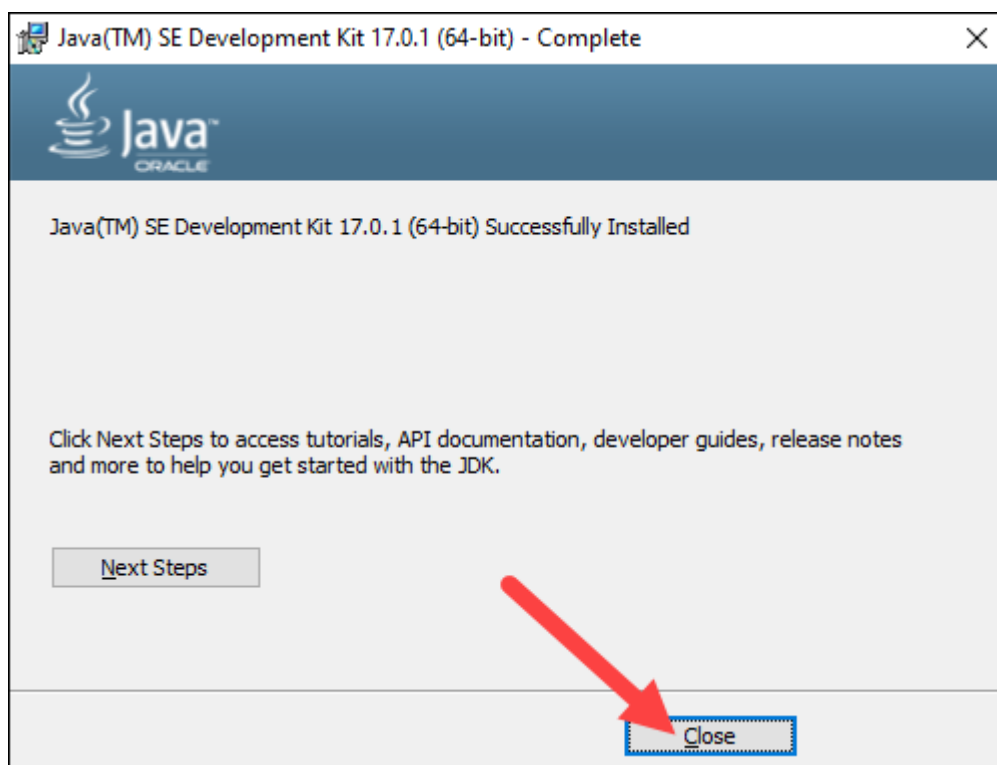 Java(TM) SE Development Kit 17.0.1 (64-bit) - Complete
Java™
ORACLE
Java(TM) SE Development Kit 17.0.1 (64-bit) Successfully Installed
Click Next Steps to access tutorials, API documentation, developer guides, release notes
and more to help you get started with the JDK.
Next Steps
Close